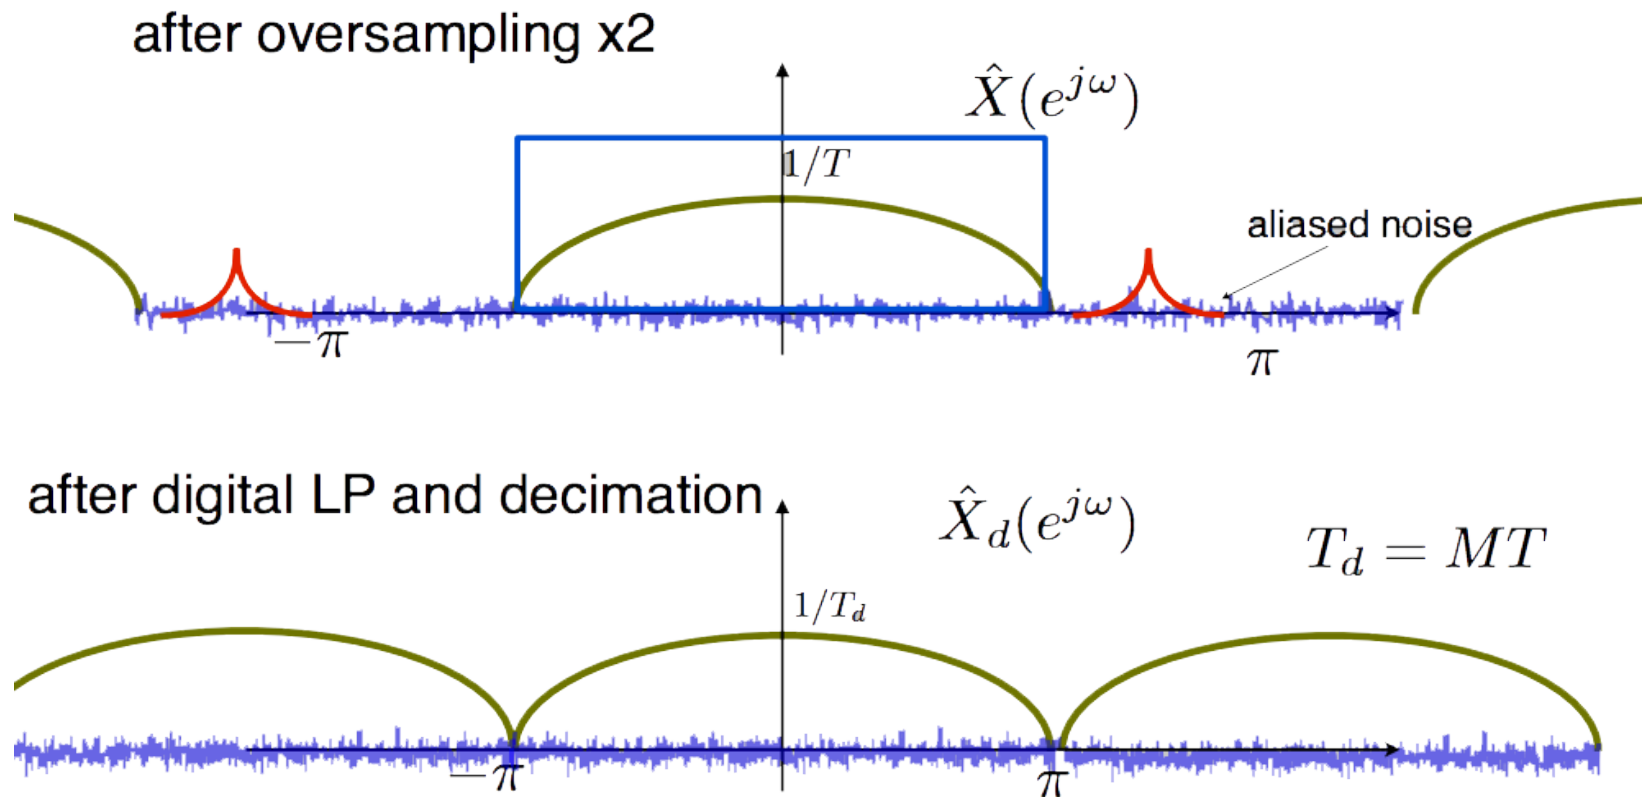 after oversampling x2
X̂(e^{jω})
1/T
aliased noise
−π
π
after digital LP and decimation
X̂_d(e^{jω})
T_d = MT
1/T_d
−π
π